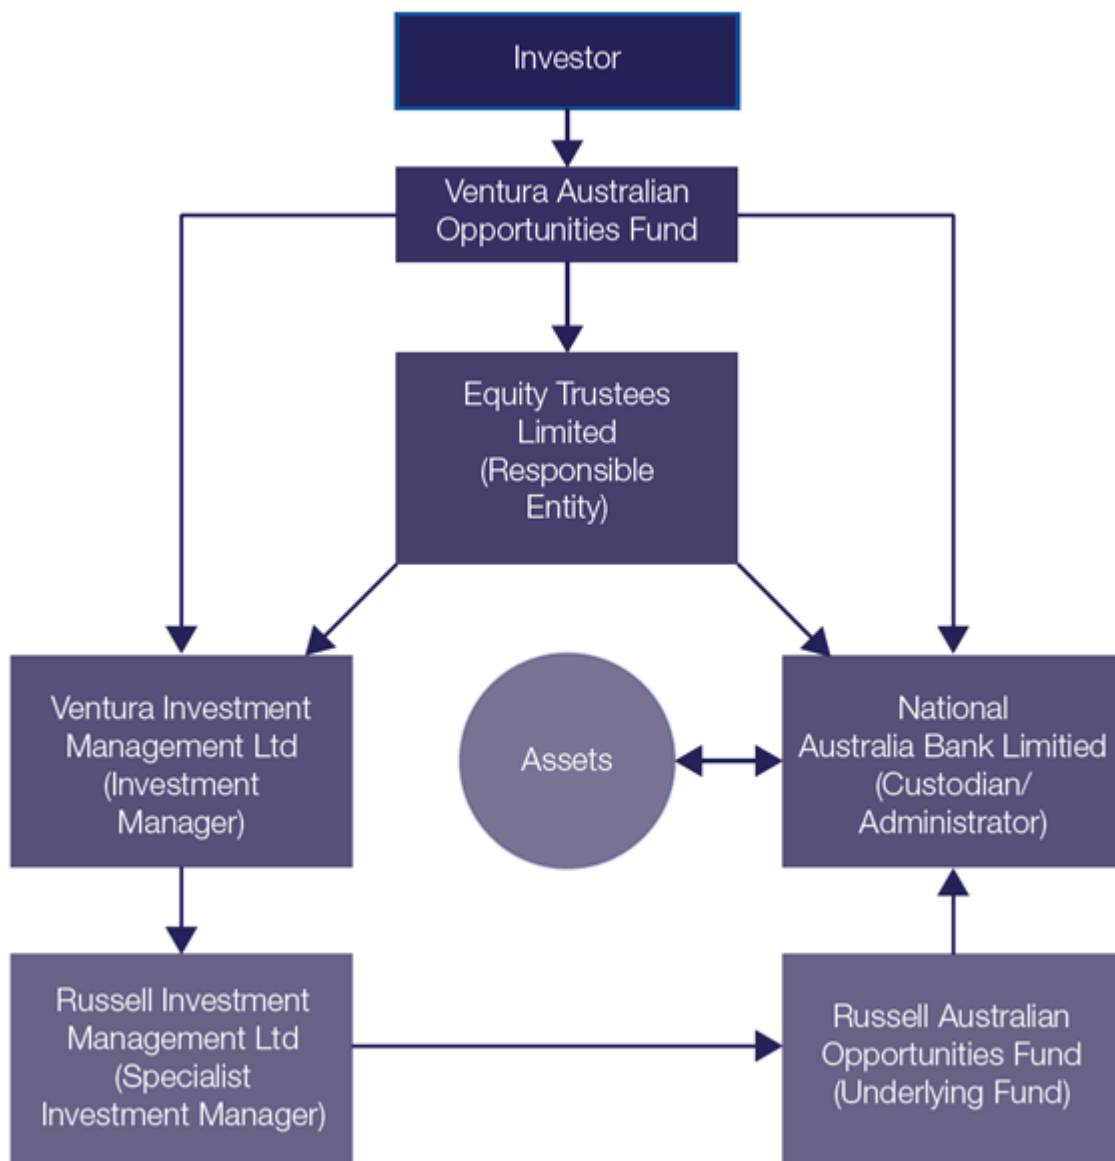 Investor
Ventura Australian
Opportunities Fund
Equity Trustees
Limited
(Responsible
Entity)
Ventura Investment
Management Ltd
(Investment
Manager)
Assets
National
Australia Bank Limitied
(Custodian/
Administrator)
Russell Investment
Management Ltd
(Specialist
Investment Manager)
Russell Australian
Opportunities Fund
(Underlying Fund)